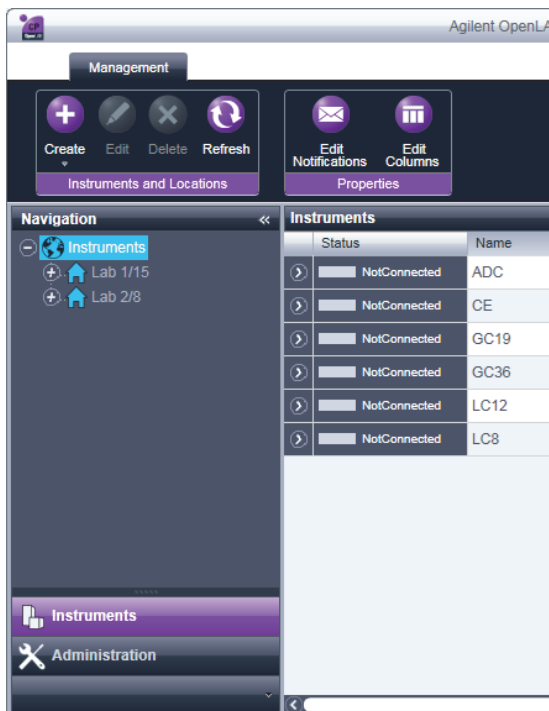 CP
Agilent OpenLA
Management
Create Edit Delete Refresh
Edit Notifications Edit Columns
Instruments and Locations Properties
Navigation
Instruments
Lab 1/15
Lab 2/8
Instruments
Administration
Instruments
Status Name
NotConnected ADC
NotConnected CE
NotConnected GC19
NotConnected GC36
NotConnected LC12
NotConnected LC8